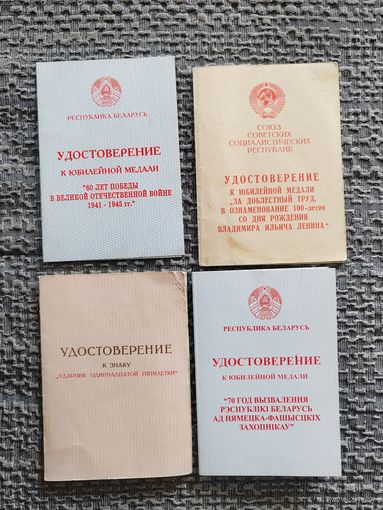 РЕСПУБЛИКА БЕЛАРУСЬ
УДОСТОВЕРЕНИЕ
К ЮБИЛЕЙНОЙ МЕДАЛИ
"60 ЛЕТ ПОБЕДЫ
В ВЕЛИКОЙ ОТЕЧЕСТВЕННОЙ ВОЙНЕ
1941 - 1945 гг."
СОЮЗ
СОВЕТСКИХ
СОЦИАЛИСТИЧЕСКИХ
РЕСПУБЛИК
УДОСТОВЕРЕНИЕ
К ЮБИЛЕЙНОЙ МЕДАЛИ
„ЗА ДОБЛЕСТНЫЙ ТРУД.
В ОЗНАМЕНОВАНИЕ 100-летия
СО ДНЯ РОЖДЕНИЯ
ВЛАДИМИРА ИЛЬИЧА ЛЕНИНА"
УДОСТОВЕРЕНИЕ
К ЗНАКУ
„УДАРНИК ОДИННАДЦАТОЙ ПЯТИЛЕТКИ"
РЕСПУБЛИКА БЕЛАРУСЬ
УДОСТОВЕРЕНИЕ
К ЮБИЛЕЙНОЙ МЕДАЛИ
"70 ГОД ВЫЗВАЛЕННЯ
РЭСПУБЛІКІ БЕЛАРУСЬ
АД НЯМЕЦКА-ФАШЫСЦКІХ
ЗАХОПНІКАЎ"